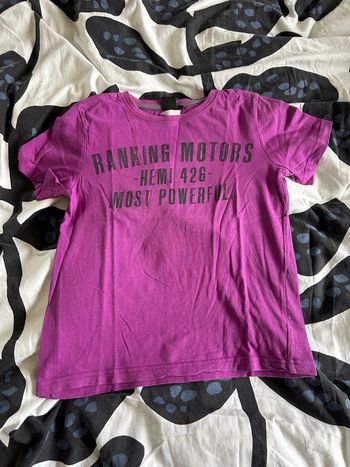 RANKING MOTORS
-HEMI 426-
MOST POWERFUL